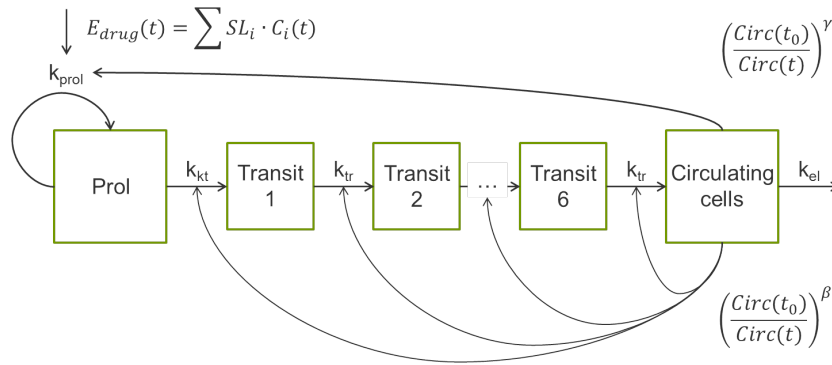 E_drug(t) = ∑ SL_i · C_i(t)
(Circ(t_0)/Circ(t))^γ
k_prol
Prol
k_kt
Transit 1
k_tr
Transit 2
...
Transit 6
k_tr
Circulating cells
k_el
(Circ(t_0)/Circ(t))^β